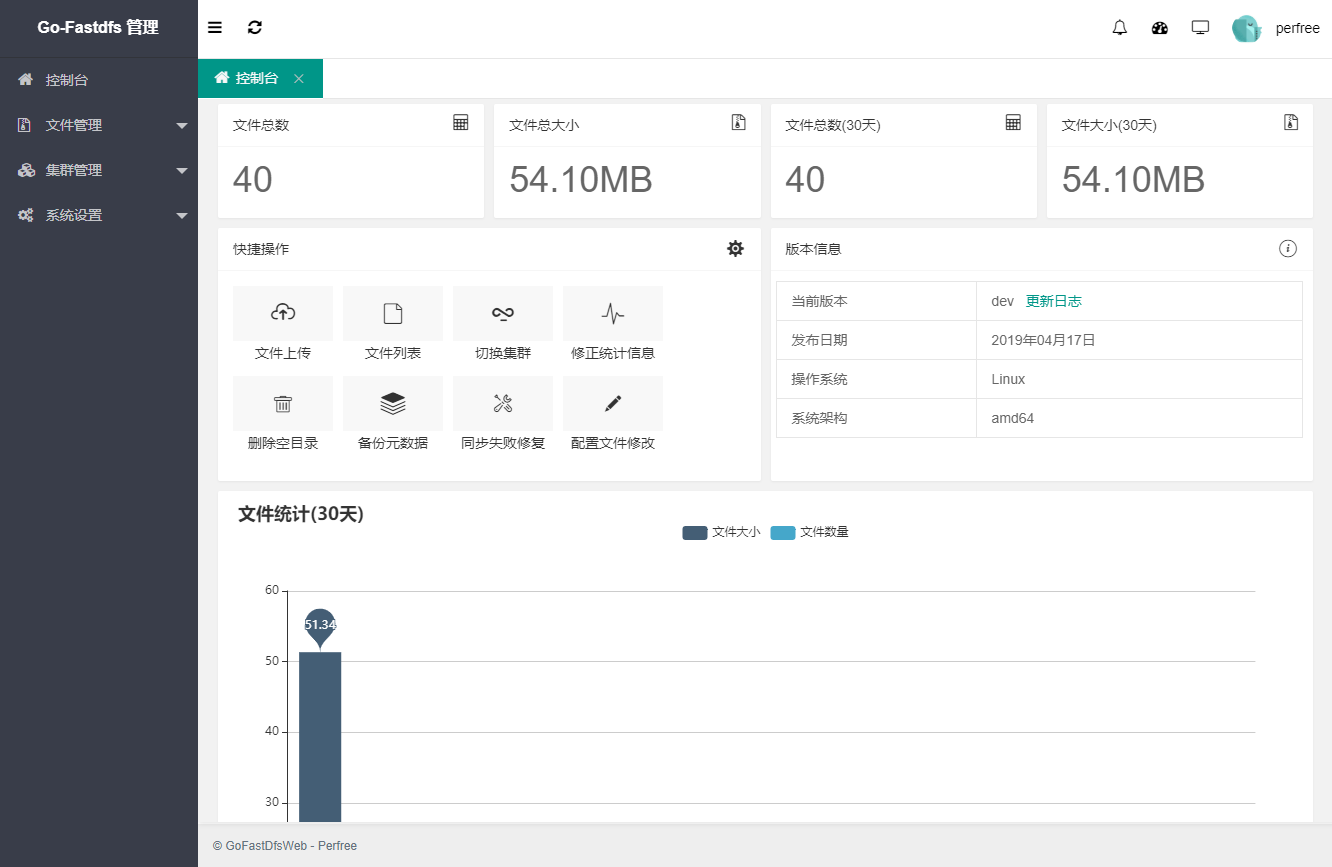 Go-Fastdfs 管理
perfree
控制台
文件管理
集群管理
系统设置
控制台
文件总数
40
文件总大小
54.10MB
文件总数(30天)
40
文件大小(30天)
54.10MB
快捷操作
文件上传
文件列表
切换集群
修正统计信息
删除空目录
备份元数据
同步失败修复
配置文件修改
版本信息
当前版本 dev 更新日志
发布日期 2019年04月17日
操作系统 Linux
系统架构 amd64
文件统计(30天)
文件大小 文件数量
60
51.34
50
40
30
© GoFastDfsWeb - Perfree